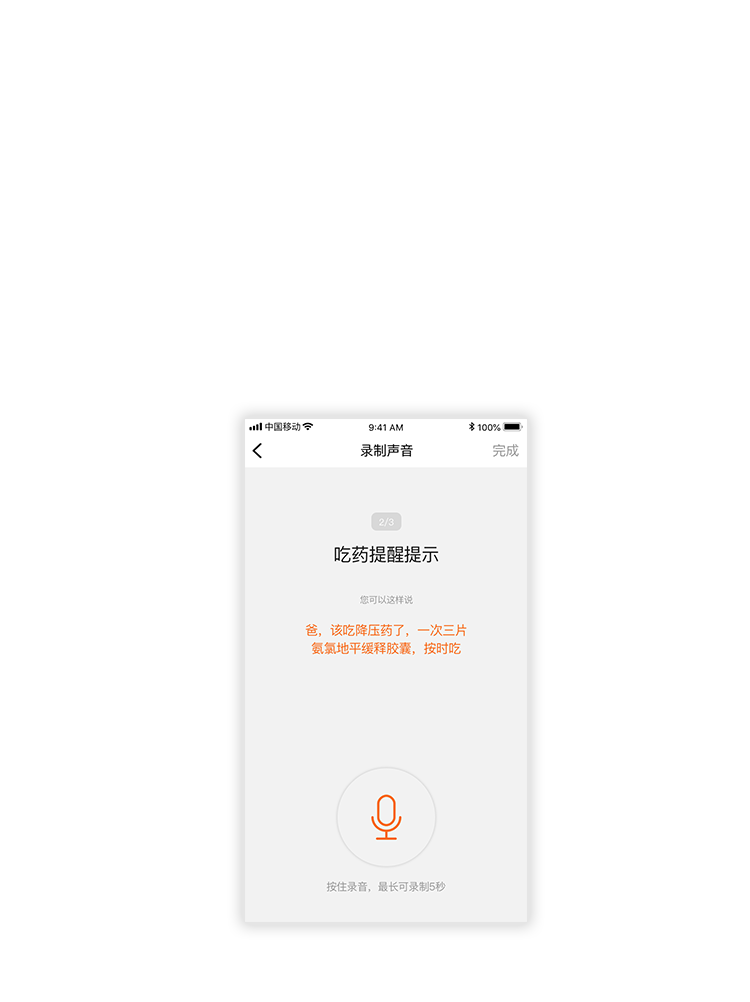 中国移动 9:41 AM 100%
录制声音 完成
2/3
吃药提醒提示
您可以这样说
爸，该吃降压药了，一次三片
氨氯地平缓释胶囊，按时吃
按住录音，最长可录制5秒